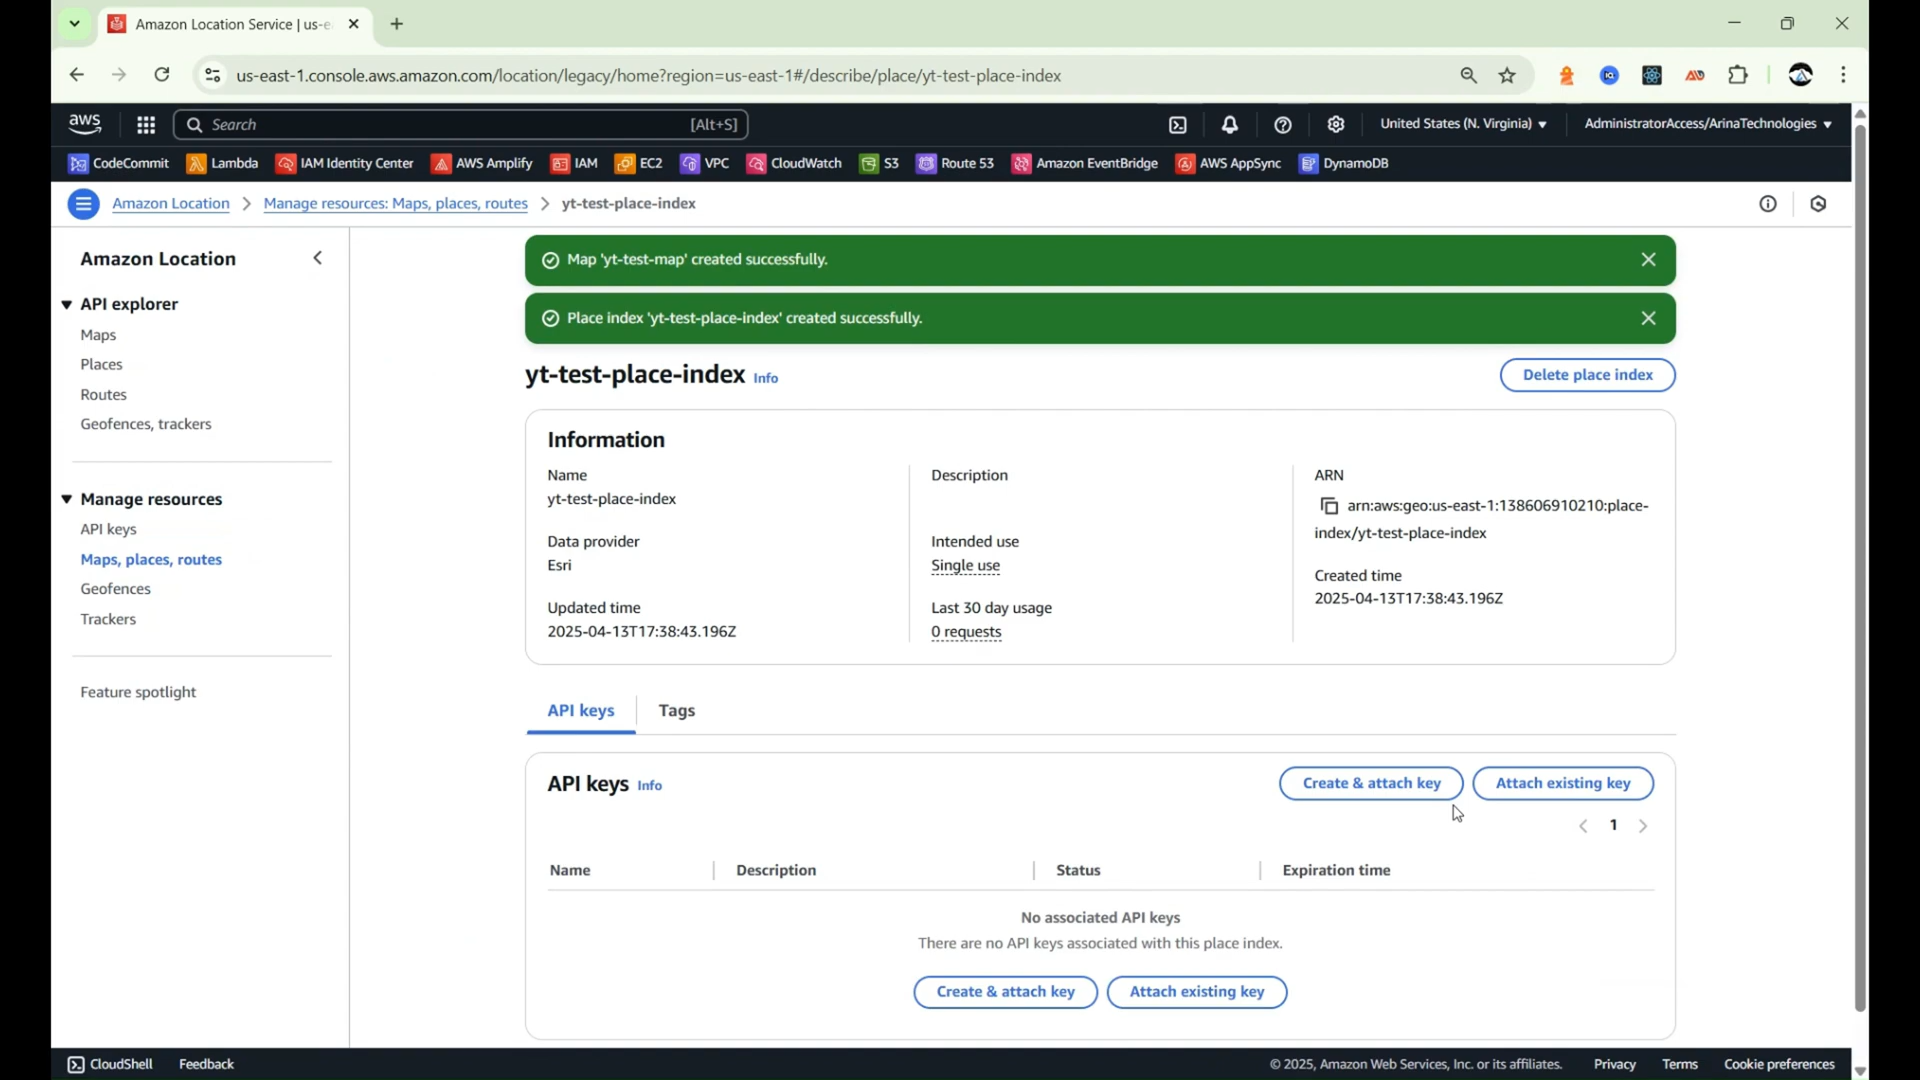 Amazon Location Service | us-e
us-east-1.console.aws.amazon.com/location/legacy/home?region=us-east-1#/describe/place/yt-test-place-index
aws
Search [Alt+S]
United States (N. Virginia)
AdministratorAccess/ArinaTechnologies
CodeCommit Lambda IAM Identity Center AWS Amplify IAM EC2 VPC CloudWatch S3 Route 53 Amazon EventBridge AWS AppSync DynamoDB
Amazon Location > Manage resources: Maps, places, routes > yt-test-place-index
Amazon Location
API explorer
Maps
Places
Routes
Geofences, trackers
Manage resources
API keys
Maps, places, routes
Geofences
Trackers
Feature spotlight
Map 'yt-test-map' created successfully.
Place index 'yt-test-place-index' created successfully.
yt-test-place-index Info
Delete place index
Information
Name
yt-test-place-index
Data provider
Esri
Updated time
2025-04-13T17:38:43.196Z
Description
Intended use
Single use
Last 30 day usage
0 requests
ARN
arn:aws:geo:us-east-1:138606910210:place-
index/yt-test-place-index
Created time
2025-04-13T17:38:43.196Z
API keys Tags
API keys Info
Create & attach key Attach existing key
1
Name Description Status Expiration time
No associated API keys
There are no API keys associated with this place index.
Create & attach key Attach existing key
CloudShell Feedback © 2025, Amazon Web Services, Inc. or its affiliates. Privacy Terms Cookie preferences